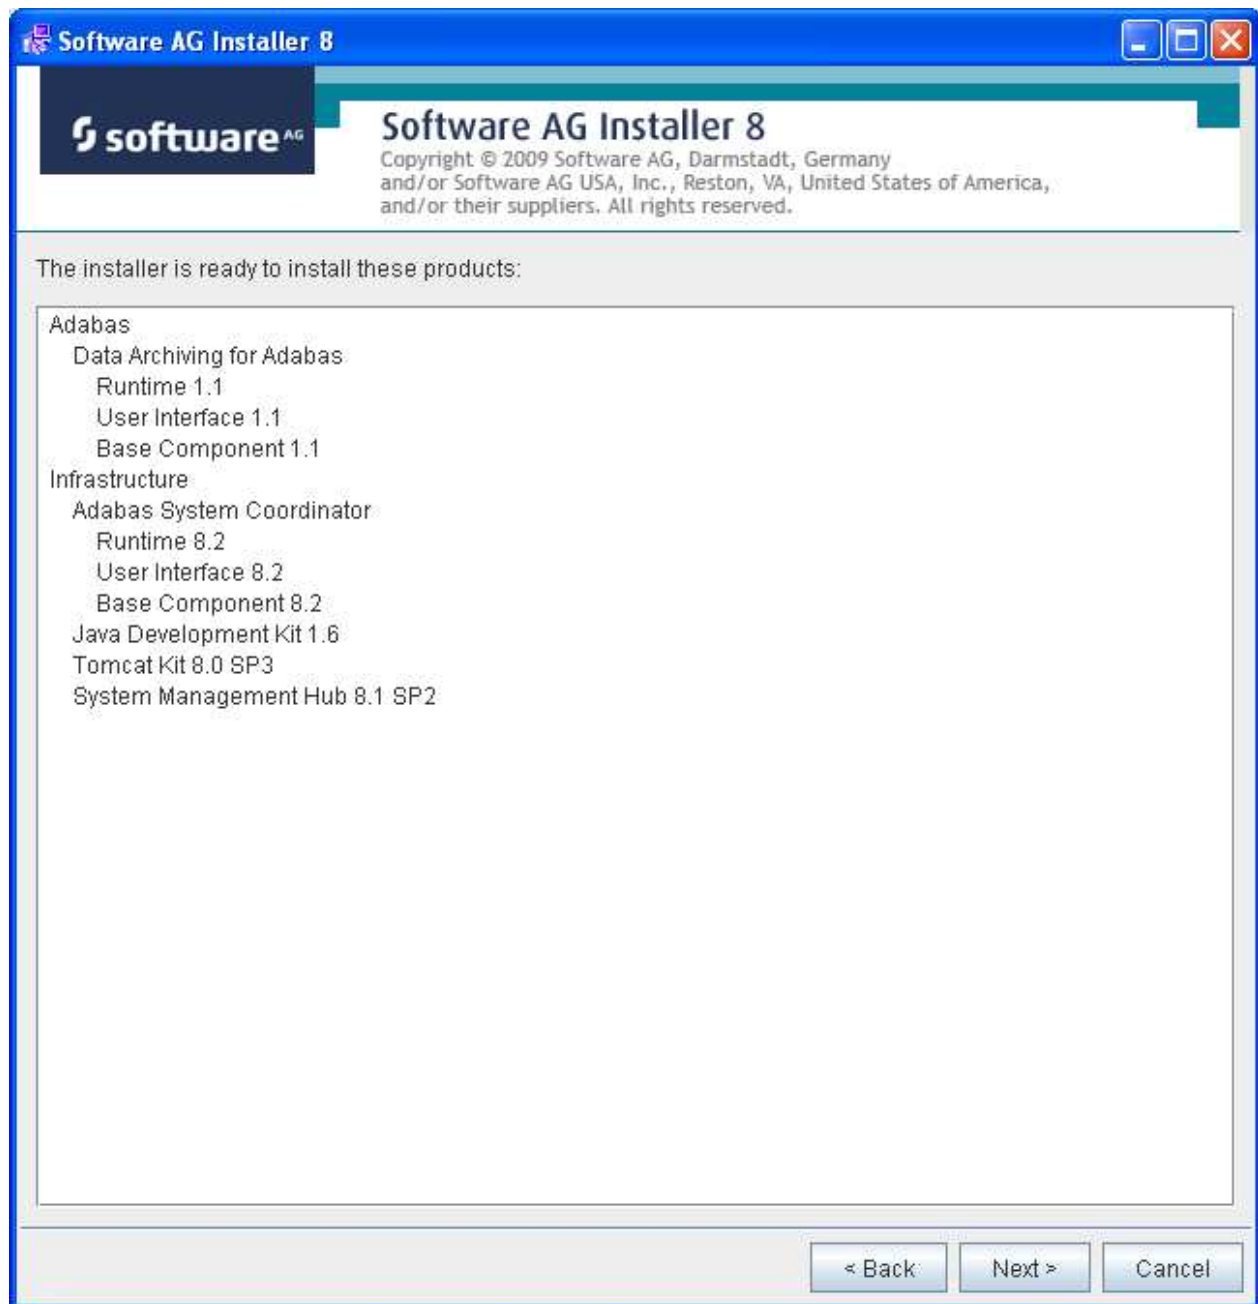 Software AG Installer 8
software AG
Software AG Installer 8
Copyright © 2009 Software AG, Darmstadt, Germany
and/or Software AG USA, Inc., Reston, VA, United States of America,
and/or their suppliers. All rights reserved.
The installer is ready to install these products:
Adabas
Data Archiving for Adabas
Runtime 1.1
User Interface 1.1
Base Component 1.1
Infrastructure
Adabas System Coordinator
Runtime 8.2
User Interface 8.2
Base Component 8.2
Java Development Kit 1.6
Tomcat Kit 8.0 SP3
System Management Hub 8.1 SP2
< Back
Next >
Cancel